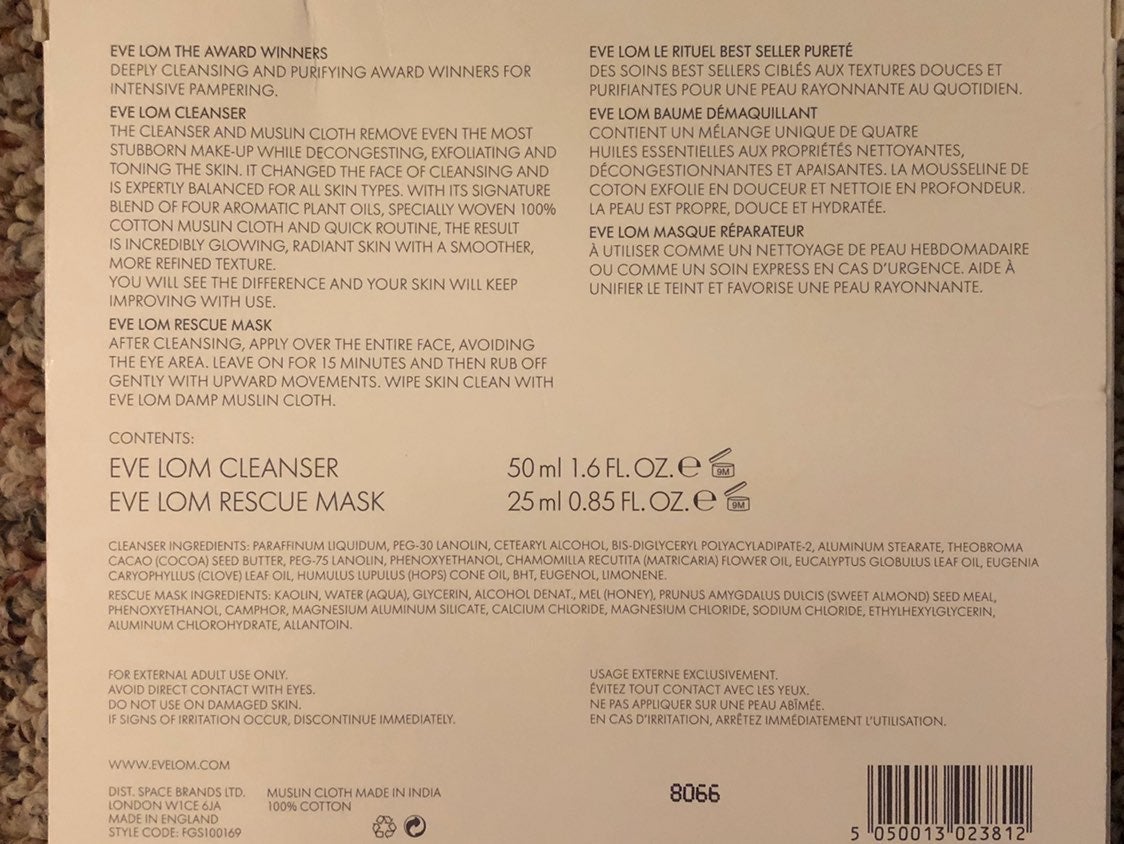 EVE LOM THE AWARD WINNERS
DEEPLY CLEANSING AND PURIFYING AWARD WINNERS FOR
INTENSIVE PAMPERING.
EVE LOM CLEANSER
THE CLEANSER AND MUSLIN CLOTH REMOVE EVEN THE MOST
STUBBORN MAKE-UP WHILE DECONGESTING, EXFOLIATING AND
TONING THE SKIN. IT CHANGED THE FACE OF CLEANSING AND
IS EXPERTLY BALANCED FOR ALL SKIN TYPES. WITH ITS SIGNATURE
BLEND OF FOUR AROMATIC PLANT OILS, SPECIALLY WOVEN 100%
COTTON MUSLIN CLOTH AND QUICK ROUTINE, THE RESULT
IS INCREDIBLY GLOWING, RADIANT SKIN WITH A SMOOTHER,
MORE REFINED TEXTURE.
YOU WILL SEE THE DIFFERENCE AND YOUR SKIN WILL KEEP
IMPROVING WITH USE.
EVE LOM RESCUE MASK
AFTER CLEANSING, APPLY OVER THE ENTIRE FACE, AVOIDING
THE EYE AREA. LEAVE ON FOR 15 MINUTES AND THEN RUB OFF
GENTLY WITH UPWARD MOVEMENTS. WIPE SKIN CLEAN WITH
EVE LOM DAMP MUSLIN CLOTH.
EVE LOM LE RITUEL BEST SELLER PURETÉ
DES SOINS BEST SELLERS CIBLÉS AUX TEXTURES DOUCES ET
PURIFIANTES POUR UNE PEAU RAYONNANTE AU QUOTIDIEN.
EVE LOM BAUME DÉMAQUILLANT
CONTIENT UN MÉLANGE UNIQUE DE QUATRE
HUILES ESSENTIELLES AUX PROPRIÉTÉS NETTOYANTES,
DÉCONGESTIONNANTES ET APAISANTES. LA MOUSSELINE DE
COTON EXFOLIE EN DOUCEUR ET NETTOIE EN PROFONDEUR.
LA PEAU EST PROPRE, DOUCE ET HYDRATÉE.
EVE LOM MASQUE RÉPARATEUR
À UTILISER COMME UN NETTOYAGE DE PEAU HEBDOMADAIRE
OU COMME UN SOIN EXPRESS EN CAS D'URGENCE. AIDE À
UNIFIER LE TEINT ET FAVORISE UNE PEAU RAYONNANTE.
CONTENTS:
EVE LOM CLEANSER 50 ml 1.6 FL. OZ. ℮ 9M
EVE LOM RESCUE MASK 25 ml 0.85 FL. OZ. ℮ 9M
CLEANSER INGREDIENTS: PARAFFINUM LIQUIDUM, PEG-30 LANOLIN, CETEARYL ALCOHOL, BIS-DIGLYCERYL POLYACYLADIPATE-2, ALUMINUM STEARATE, THEOBROMA
CACAO (COCOA) SEED BUTTER, PEG-75 LANOLIN, PHENOXYETHANOL, CHAMOMILLA RECUTITA (MATRICARIA) FLOWER OIL, EUCALYPTUS GLOBULUS LEAF OIL, EUGENIA
CARYOPHYLLUS (CLOVE) LEAF OIL, HUMULUS LUPULUS (HOPS) CONE OIL, BHT, EUGENOL, LIMONENE.
RESCUE MASK INGREDIENTS: KAOLIN, WATER (AQUA), GLYCERIN, ALCOHOL DENAT., MEL (HONEY), PRUNUS AMYGDALUS DULCIS (SWEET ALMOND) SEED MEAL,
PHENOXYETHANOL, CAMPHOR, MAGNESIUM ALUMINUM SILICATE, CALCIUM CHLORIDE, MAGNESIUM CHLORIDE, SODIUM CHLORIDE, ETHYLHEXYLGLYCERIN,
ALUMINUM CHLOROHYDRATE, ALLANTOIN.
FOR EXTERNAL ADULT USE ONLY.
AVOID DIRECT CONTACT WITH EYES.
DO NOT USE ON DAMAGED SKIN.
IF SIGNS OF IRRITATION OCCUR, DISCONTINUE IMMEDIATELY.
USAGE EXTERNE EXCLUSIVEMENT.
ÉVITEZ TOUT CONTACT AVEC LES YEUX.
NE PAS APPLIQUER SUR UNE PEAU ABÎMÉE.
EN CAS D'IRRITATION, ARRÊTEZ IMMÉDIATEMENT L'UTILISATION.
WWW.EVELOM.COM
DIST. SPACE BRANDS LTD.
LONDON W1CE 6JA
MADE IN ENGLAND
STYLE CODE: FGS100169
MUSLIN CLOTH MADE IN INDIA
100% COTTON
8066
5 050013 023812